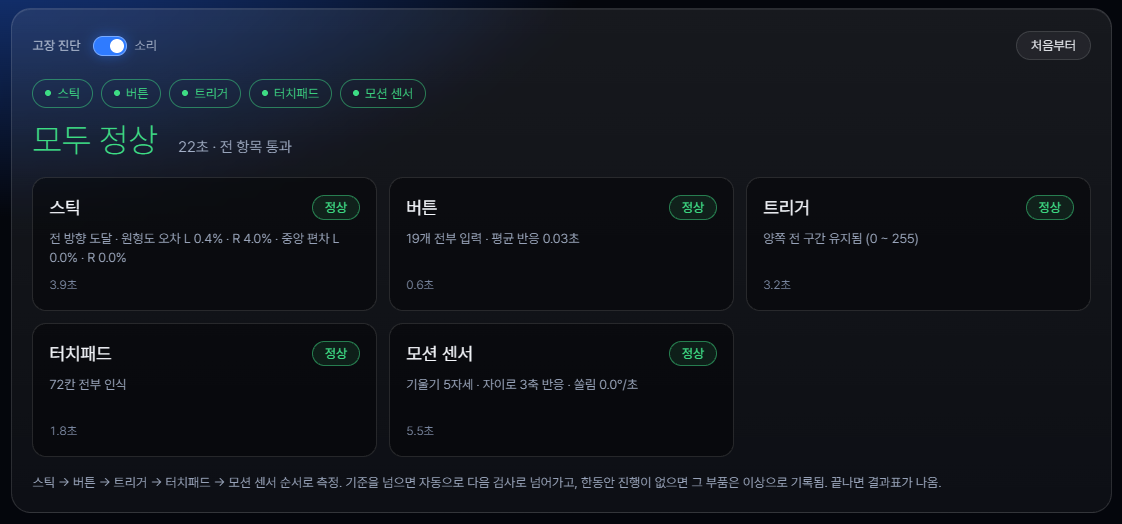 고장 진단 소리 처음부터
스틱 버튼 트리거 터치패드 모션 센서
모두 정상 22초 · 전 항목 통과
스틱 정상
전 방향 도달 · 원형도 오차 L 0.4% · R 4.0% · 중앙 편차 L
0.0% · R 0.0%
3.9초
버튼 정상
19개 전부 입력 · 평균 반응 0.03초
0.6초
트리거 정상
양쪽 전 구간 유지됨 (0 ~ 255)
3.2초
터치패드 정상
72칸 전부 인식
1.8초
모션 센서 정상
기울기 5자세 · 자이로 3축 반응 · 쏠림 0.0°/초
5.5초
스틱 → 버튼 → 트리거 → 터치패드 → 모션 센서 순서로 측정. 기준을 넘으면 자동으로 다음 검사로 넘어가고, 한동안 진행이 없으면 그 부품은 이상으로 기록됨. 끝나면 결과표가 나옴.